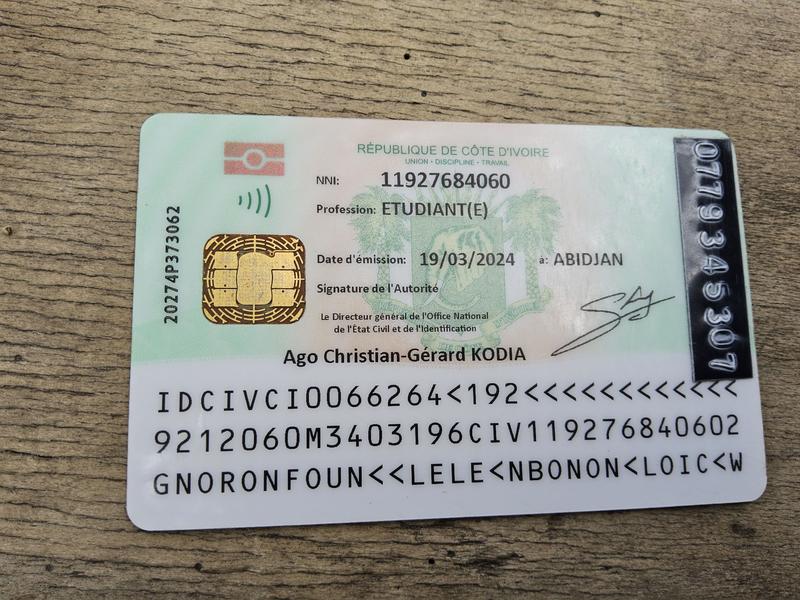 RÉPUBLIQUE DE CÔTE D'IVOIRE
UNION - DISCIPLINE - TRAVAIL
NNI: 11927684060
Profession: ETUDIANT(E)
Date d'émission: 19/03/2024 à: ABIDJAN
Signature de l'Autorité
Le Directeur général de l'Office National
de l'État Civil et de l'Identification
Ago Christian-Gérard KODIA
20274P373062
0779345307
IDCIVCI0066264<192<<<<<<<<<<<<
9212060M3403196CIV119276840602
GNORONFOUN<<LELE<NBONON<LOIC<W